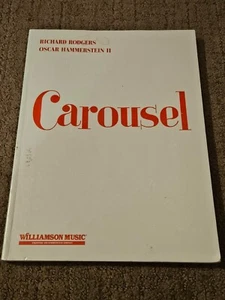 RICHARD RODGERS
OSCAR HAMMERSTEIN II
Carousel
WILLIAMSON MUSIC